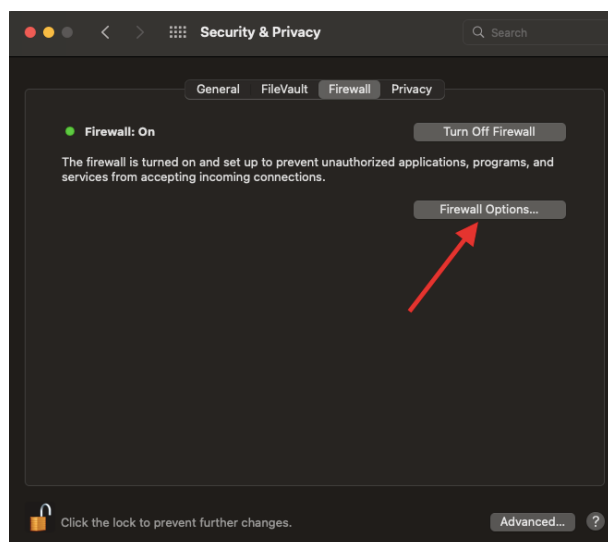 Security & Privacy
Search
General FileVault Firewall Privacy
Firewall: On
Turn Off Firewall
The firewall is turned on and set up to prevent unauthorized applications, programs, and
services from accepting incoming connections.
Firewall Options...
Click the lock to prevent further changes.
Advanced...
?